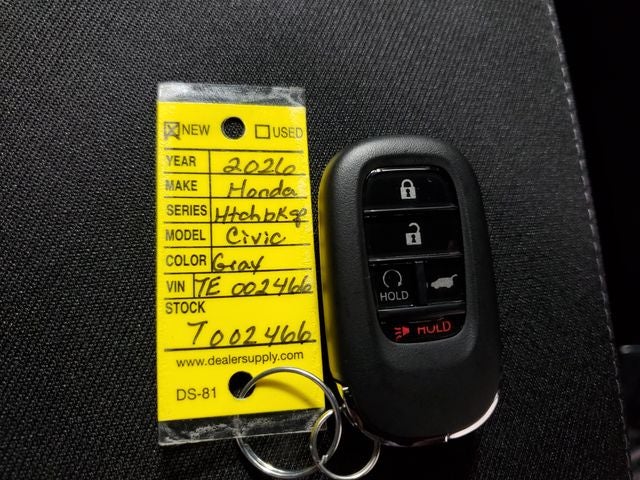 NEW USED
YEAR 2026
MAKE Honda
SERIES Htchbk
MODEL Civic
COLOR Gray
VIN TE 002466
STOCK
T002466
www.dealersupply.com
DS-81
HOLD
HOLD